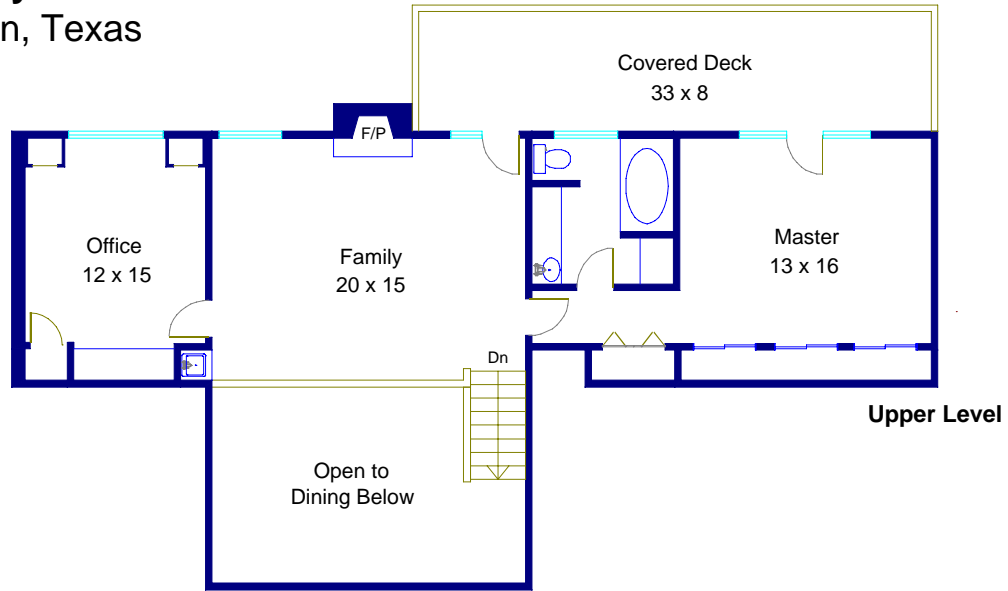 n, Texas
Covered Deck
33 x 8
F/P
Office
12 x 15
Family
20 x 15
Master
13 x 16
Dn
Upper Level
Open to
Dining Below